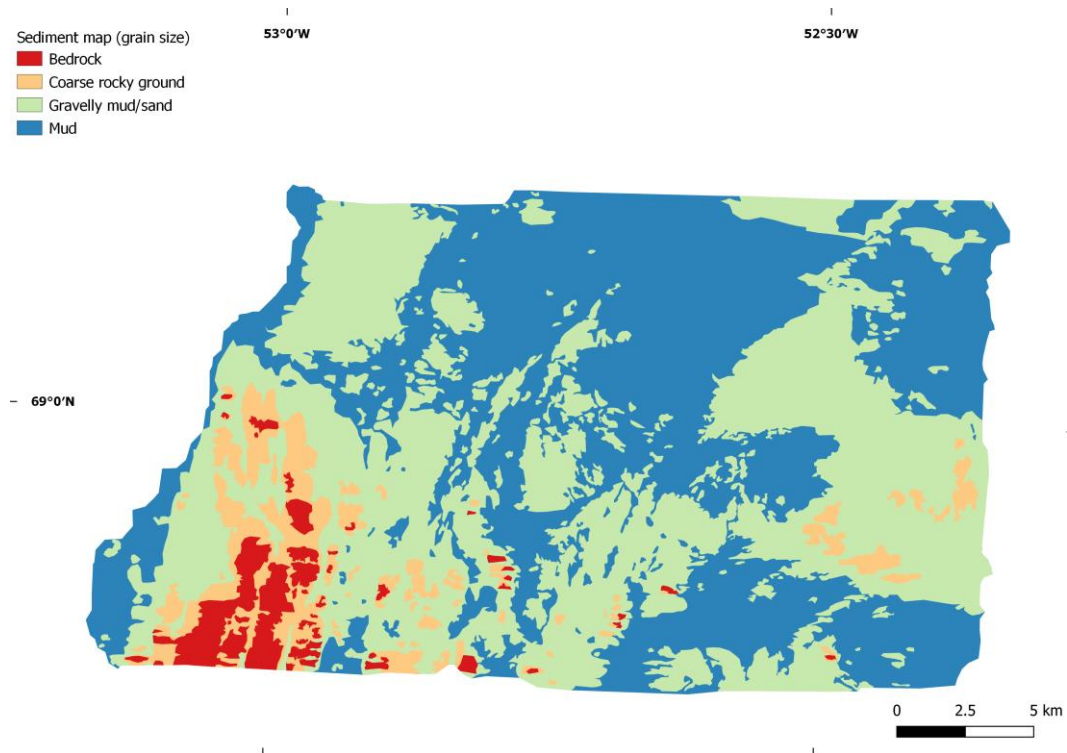 53°0'W
52°30'W
Sediment map (grain size)
Bedrock
Coarse rocky ground
Gravelly mud/sand
Mud
69°0'N
0 2.5 5 km